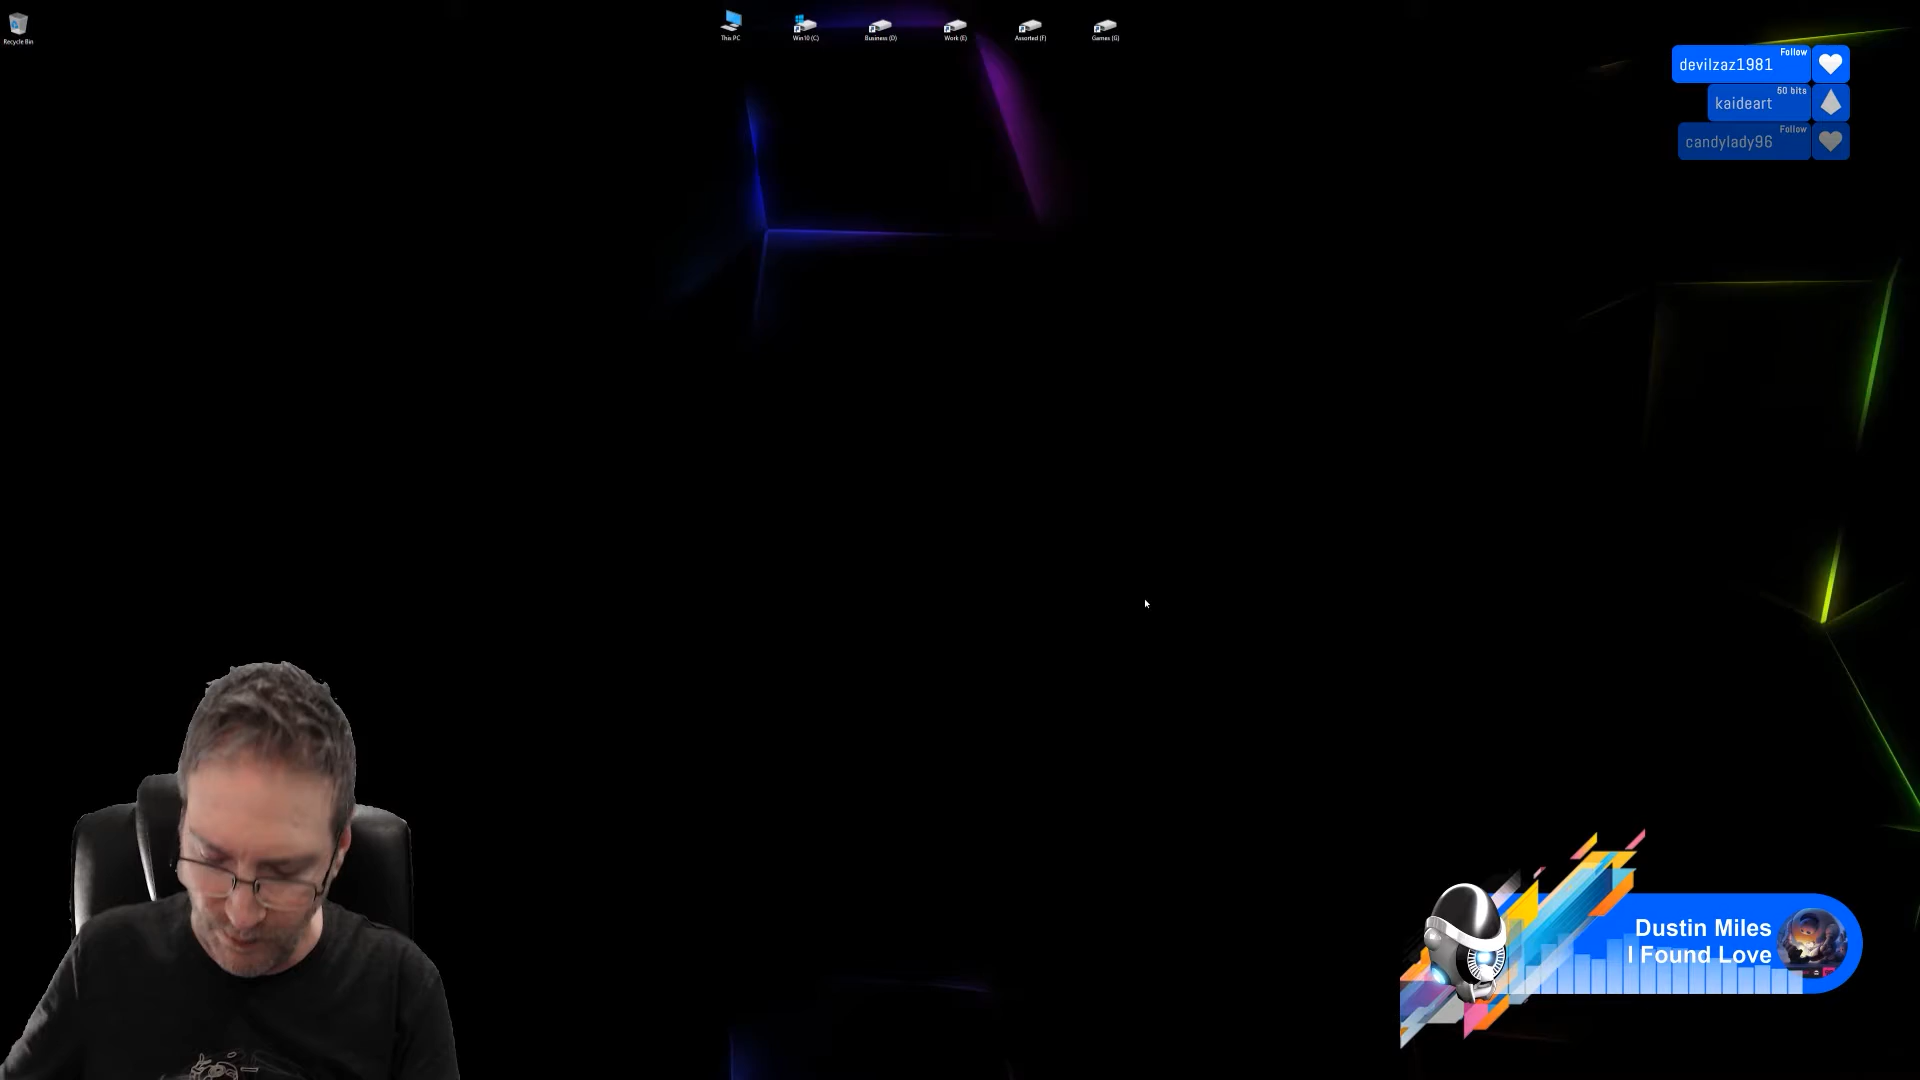 Recycle Bin
This PC
Win10 (C)
Business (D)
Work (E)
Assorted (F)
Games (G)
Follow
devilzaz1981
50 bits
kaideart
Follow
candylady96
Dustin Miles
I Found Love